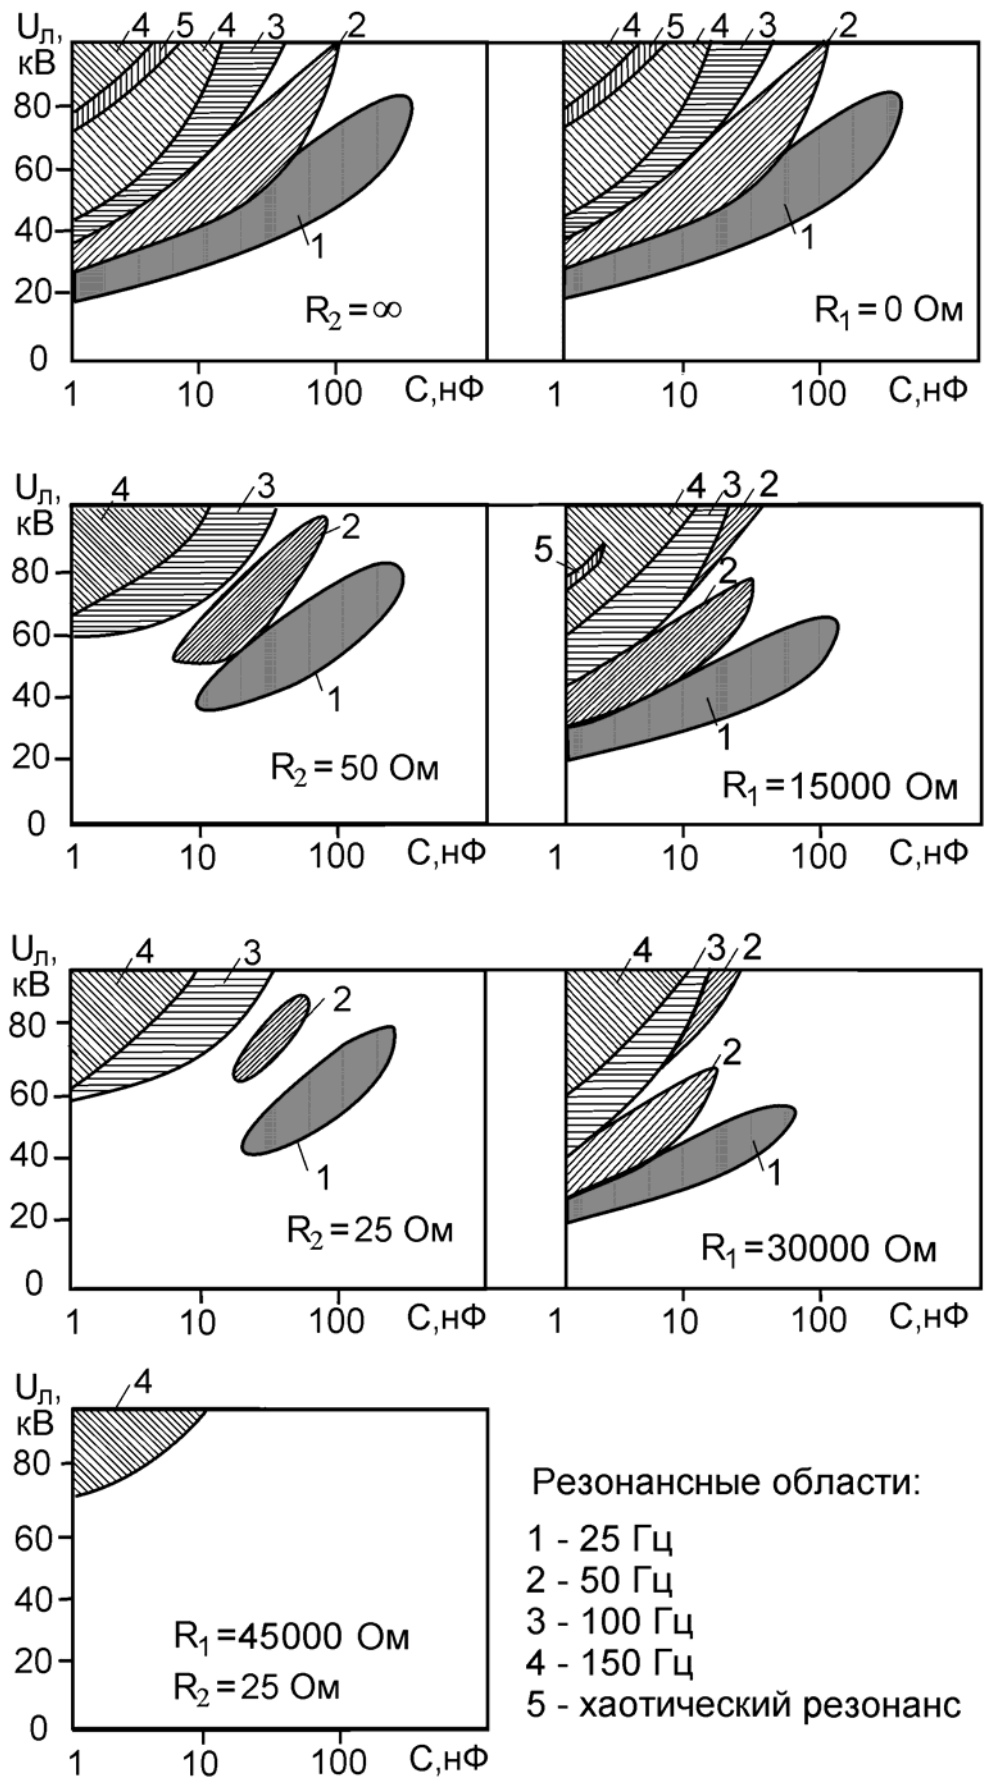 Uл, 4 5 4 3 2
кВ
80
60
40
20
0
1
R₂=∞
1 10 100 С,нФ
4 5 4 3 2
1
R₁=0 Ом
1 10 100 С,нФ
Uл, 4 3
кВ
2
80
60
40
20
0
1
R₂=50 Ом
1 10 100 С,нФ
4 3 2
5
2
1
R₁=15000 Ом
1 10 100 С,нФ
Uл, 4 3
кВ
2
80
60
40
20
0
1
R₂=25 Ом
1 10 100 С,нФ
4 3 2
2
1
R₁=30000 Ом
1 10 100 С,нФ
Uл, 4
кВ
80
60
40
20
0
R₁=45000 Ом
R₂=25 Ом
1 10 100 С,нФ
Резонансные области:
1 - 25 Гц
2 - 50 Гц
3 - 100 Гц
4 - 150 Гц
5 - хаотический резонанс